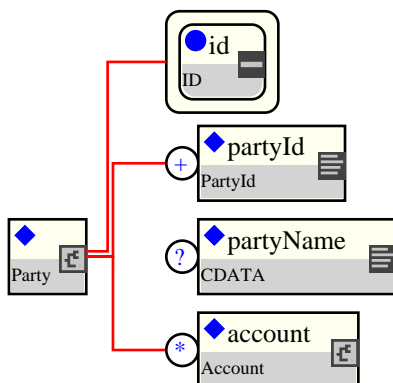 id
ID
+
partyId
PartyId
Party
?
partyName
CDATA
*
account
Account